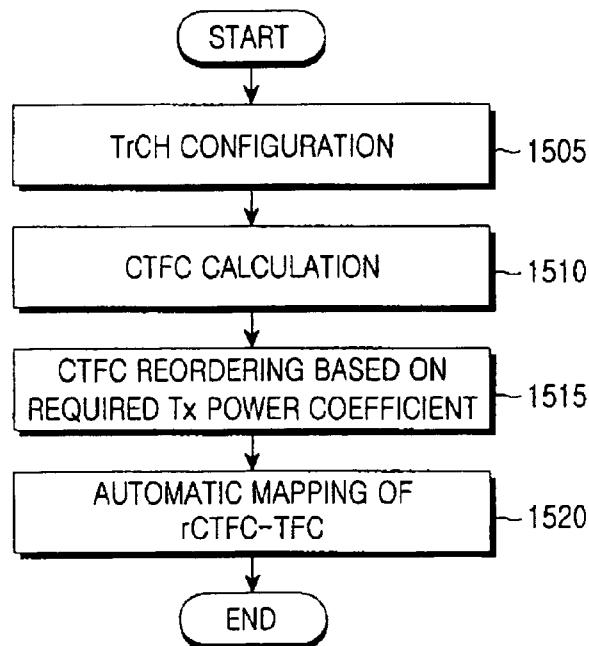 START
TrCH CONFIGURATION
1505
CTFC CALCULATION
1510
CTFC REORDERING BASED ON
REQUIRED Tx POWER COEFFICIENT
1515
AUTOMATIC MAPPING OF
rCTFC-TFC
1520
END